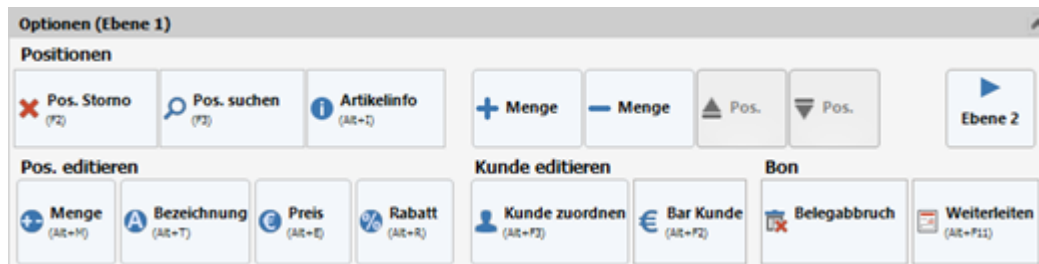 Optionen (Ebene 1)
Positionen
Pos. Storno
(F2)
Pos. suchen
(F3)
Artikelinfo
(Alt+I)
Menge
Menge
Pos.
Pos.
Ebene 2
Pos. editieren
Kunde editieren
Bon
Menge
(Alt+M)
Bezeichnung
(Alt+T)
Preis
(Alt+E)
Rabatt
(Alt+R)
Kunde zuordnen
(Alt+F3)
Bar Kunde
(Alt+F2)
Belegabbruch
Weiterleiten
(Alt+F11)